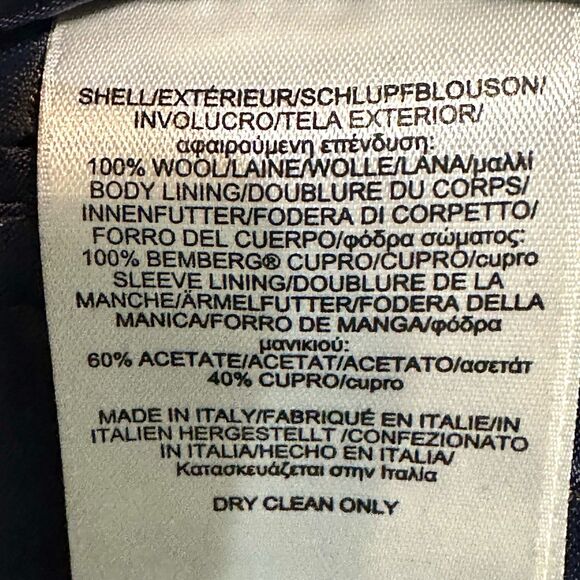 SHELL/EXTÉRIEUR/SCHLUPFBLOUSON/
INVOLUCRO/TELA EXTERIOR/
αφαιρούμενη επένδυση:
100% WOOL/LAINE/WOLLE/LANA/μαλλί
BODY LINING/DOUBLURE DU CORPS/
INNENFUTTER/FODERA DI CORPETTO/
FORRO DEL CUERPO/φόδρα σώματος:
100% BEMBERG® CUPRO/CUPRO/cupro
SLEEVE LINING/DOUBLURE DE LA
MANCHE/ÄRMELFUTTER/FODERA DELLA
MANICA/FORRO DE MANGA/φόδρα
μανικιού:
60% ACETATE/ACETAT/ACETATO/ασετάτ
40% CUPRO/cupro
MADE IN ITALY/FABRIQUÉ EN ITALIE/IN
ITALIEN HERGESTELLT /CONFEZIONATO
IN ITALIA/HECHO EN ITALIA/
Κατασκευάζεται στην Ιταλία
DRY CLEAN ONLY